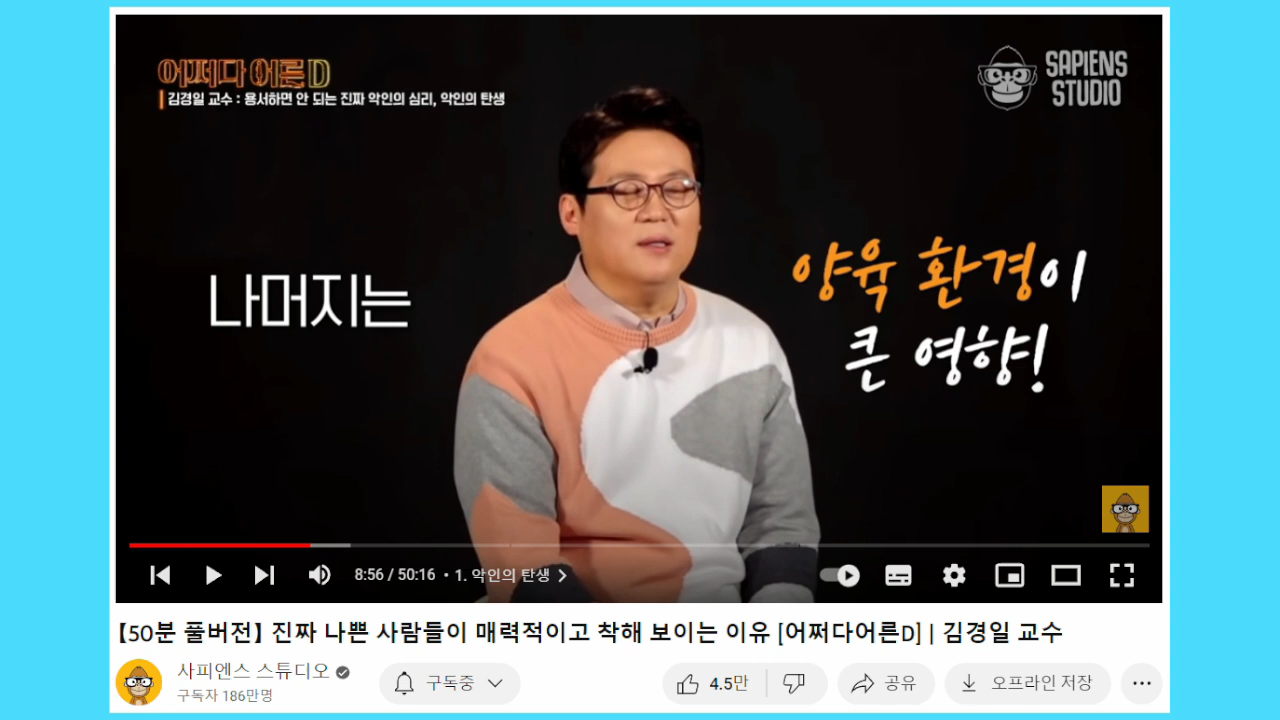 어쩌다 어른 D
김경일 교수 : 용서하면 안 되는 진짜 악인의 심리, 악인의 탄생
SAPIENS
STUDIO
나머지는
양육 환경이
큰 영향!
8:56 / 50:16 • 1. 악인의 탄생
【50분 풀버전】 진짜 나쁜 사람들이 매력적이고 착해 보이는 이유 [어쩌다어른D] | 김경일 교수
사피엔스 스튜디오
구독자 186만명
구독중
4.5만
공유
오프라인 저장